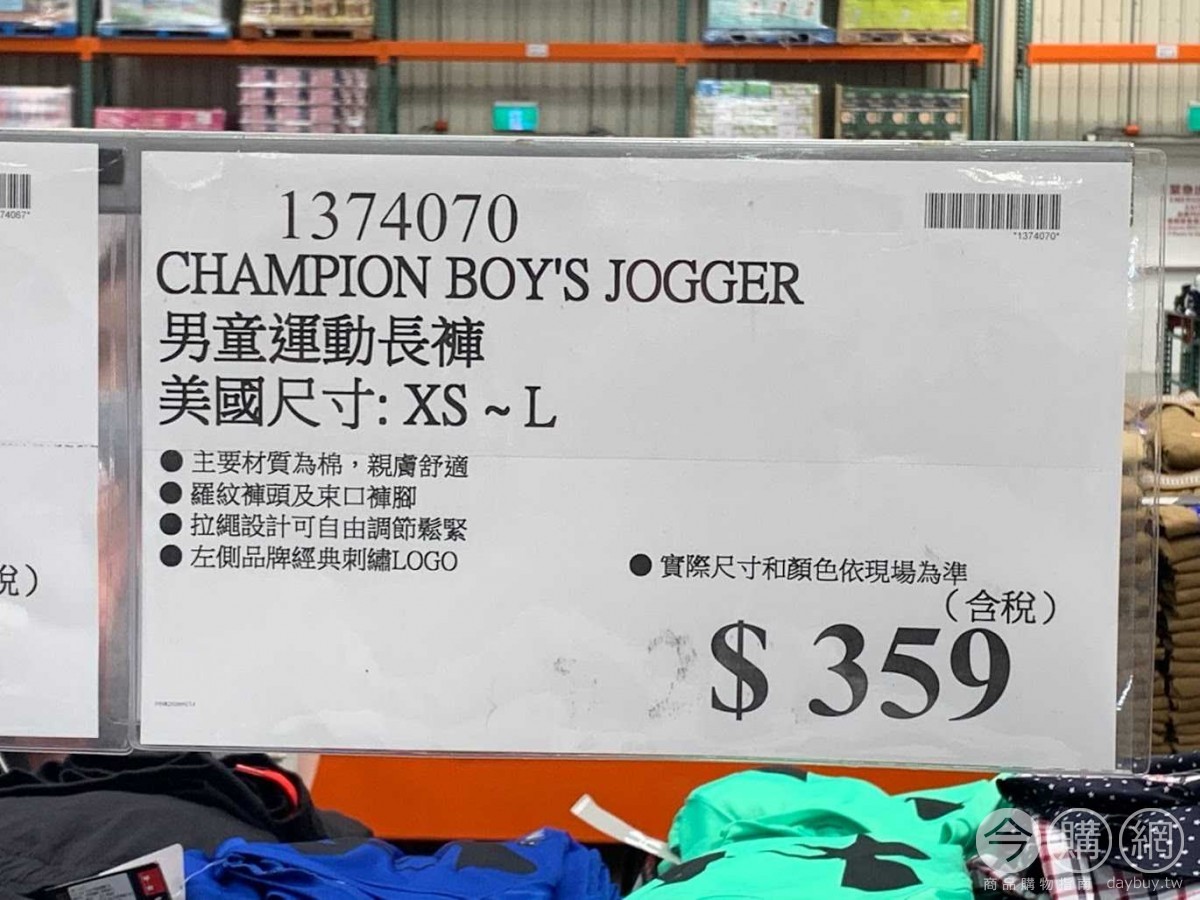 1374070
*1374070*
CHAMPION BOY'S JOGGER
男童運動長褲
美國尺寸: XS ~ L
● 主要材質為棉，親膚舒適
● 羅紋褲頭及束口褲腳
● 拉繩設計可自由調節鬆緊
● 左側品牌經典刺繡LOGO
● 實際尺寸和顏色依現場為準
（含稅）
$ 359
74067*
稅）
今購網
商品購物指南 daybuy.tw